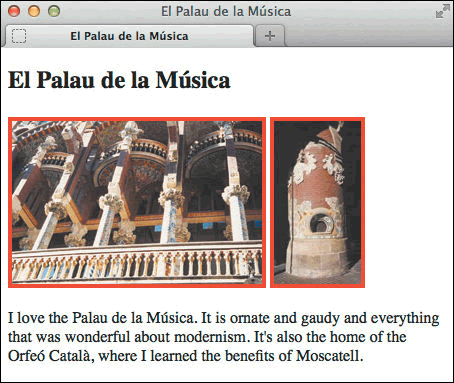 El Palau de la Música
El Palau de la Música
El Palau de la Música
I love the Palau de la Música. It is ornate and gaudy and everything
that was wonderful about modernism. It's also the home of the
Orfeó Català, where I learned the benefits of Moscatell.